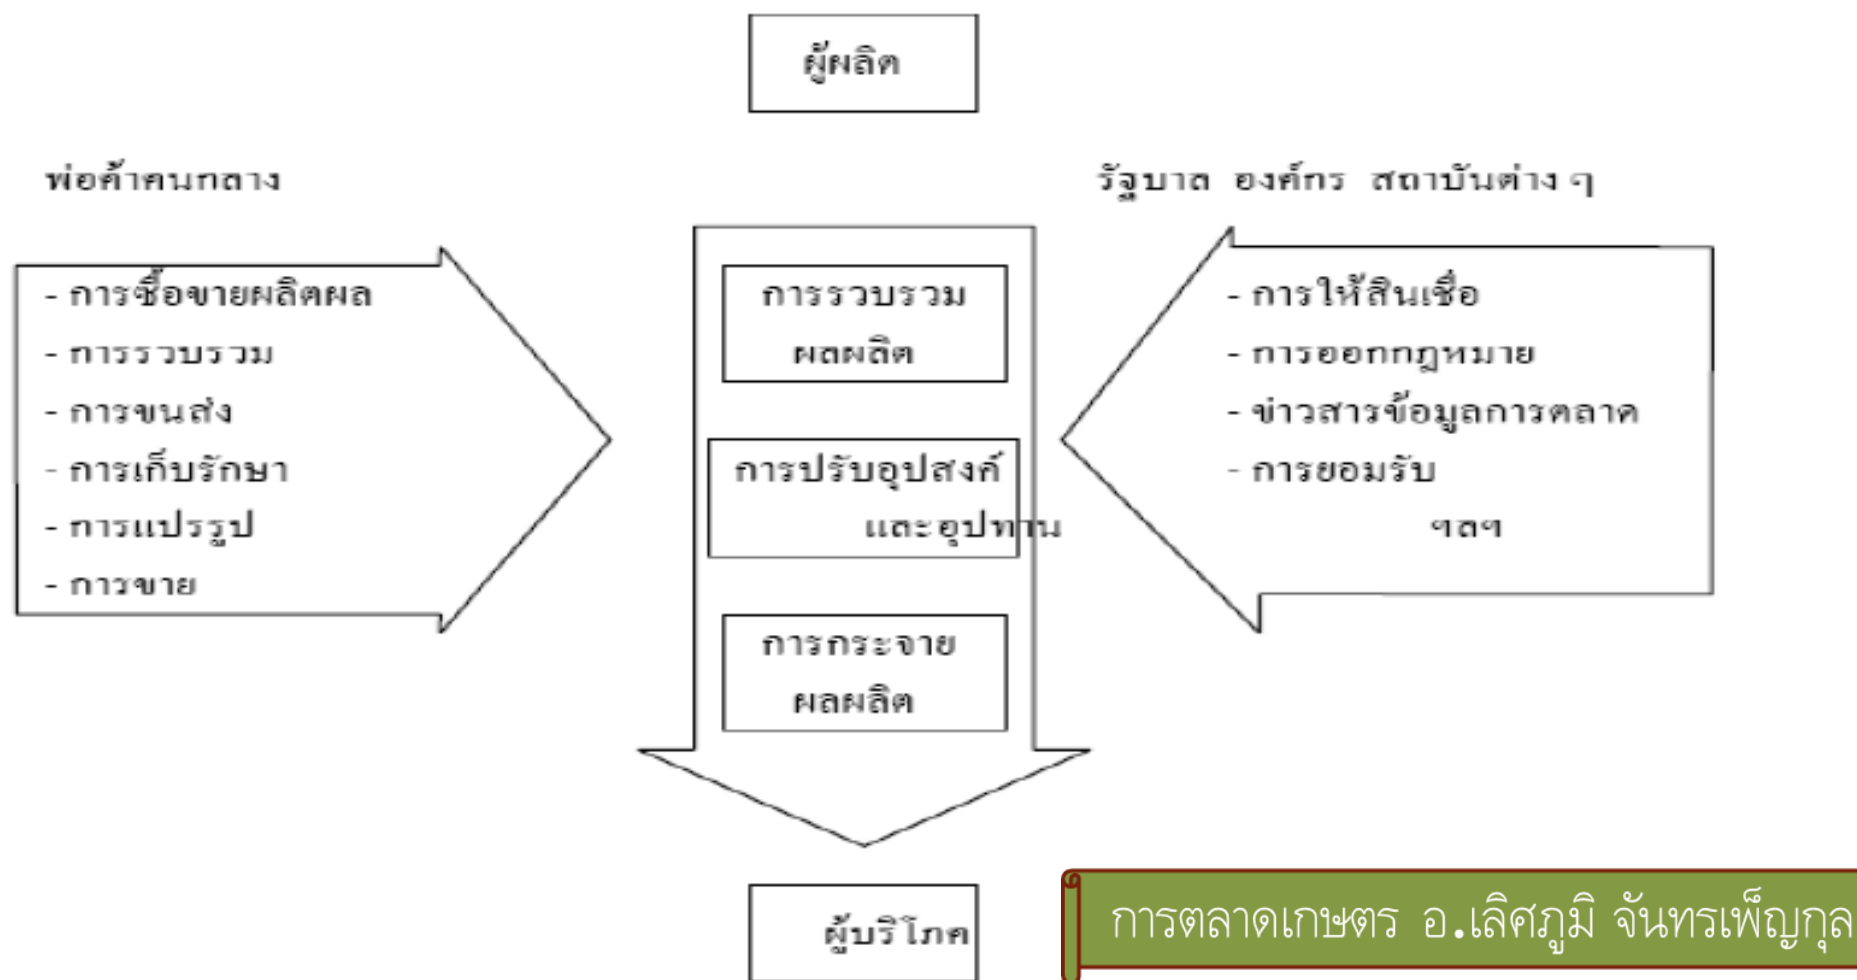 ผู้ผลิต
พ่อค้าคนกลาง
รัฐบาล องค์กร สถาบันต่าง ๆ
- การซื้อขายผลิตผล
- การรวบรวม
- การขนส่ง
- การเก็บรักษา
- การแปรรูป
- การขาย
การรวบรวม
ผลผลิต
การปรับอุปสงค์
และอุปทาน
การกระจาย
ผลผลิต
- การให้สินเชื่อ
- การออกกฎหมาย
- ข่าวสารข้อมูลการตลาด
- การยอมรับ
ฯลฯ
ผู้บริโภค
การตลาดเกษตร อ.เลิศภูมิ จันทรเพ็ญกุล